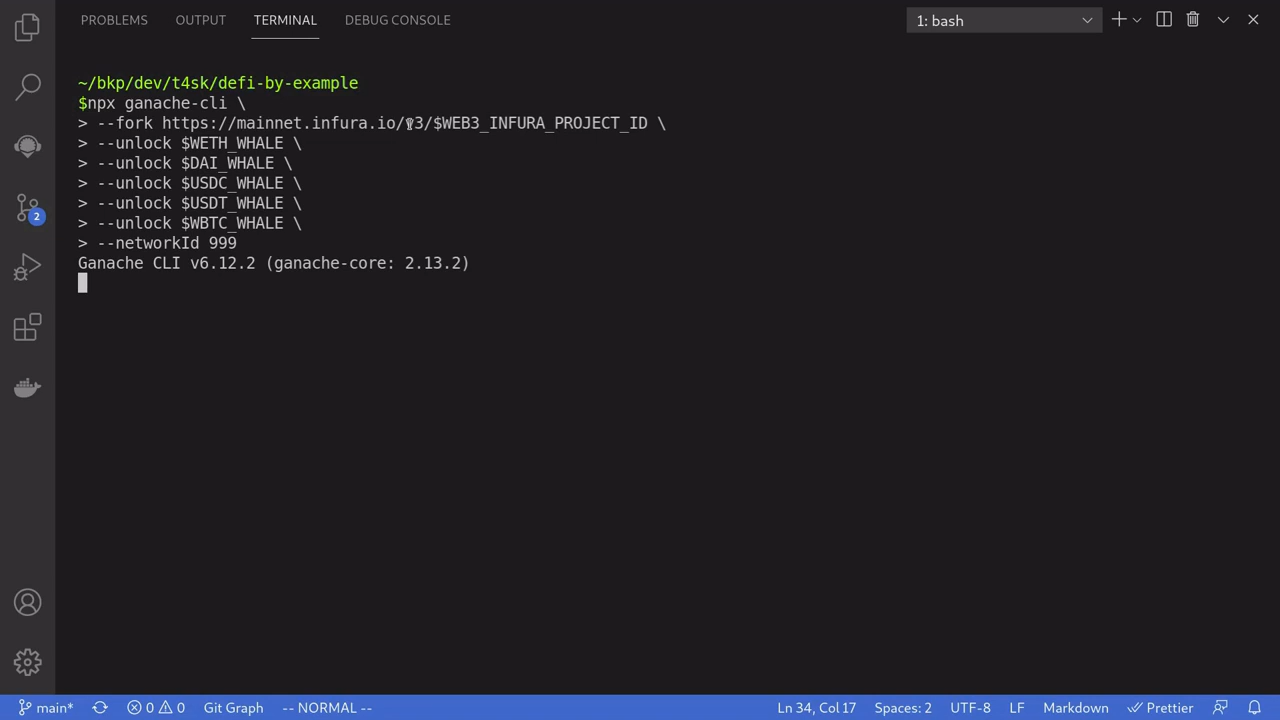 PROBLEMS OUTPUT TERMINAL DEBUG CONSOLE 1: bash
~/bkp/dev/t4sk/defi-by-example
$npx ganache-cli \
> --fork https://mainnet.infura.io/v3/$WEB3_INFURA_PROJECT_ID \
> --unlock $WETH_WHALE \
> --unlock $DAI_WHALE \
> --unlock $USDC_WHALE \
> --unlock $USDT_WHALE \
> --unlock $WBTC_WHALE \
> --networkId 999
Ganache CLI v6.12.2 (ganache-core: 2.13.2)
2
main* 0 0 Git Graph -- NORMAL -- Ln 34, Col 17 Spaces: 2 UTF-8 LF Markdown Prettier